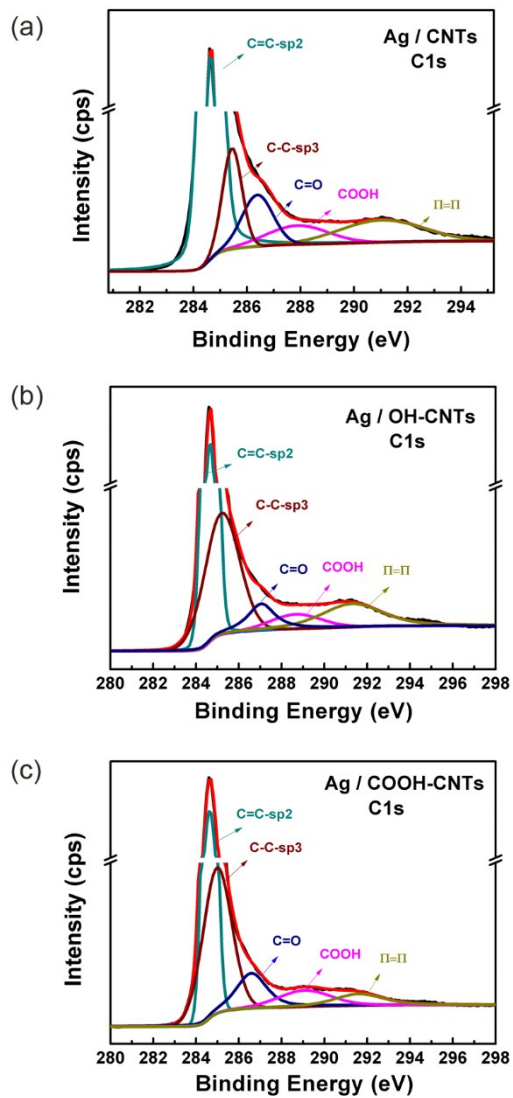 (a)
Ag / CNTs
C1s
C=C-sp2
C-C-sp3
C=O
COOH
Π=Π
Intensity (cps)
282 284 286 288 290 292 294
Binding Energy (eV)
(b)
Ag / OH-CNTs
C1s
C=C-sp2
C-C-sp3
C=O
COOH
Π=Π
Intensity (cps)
280 282 284 286 288 290 292 294 296 298
Binding Energy (eV)
(c)
Ag / COOH-CNTs
C1s
C=C-sp2
C-C-sp3
C=O
COOH
Π=Π
Intensity (cps)
280 282 284 286 288 290 292 294 296 298
Binding Energy (eV)